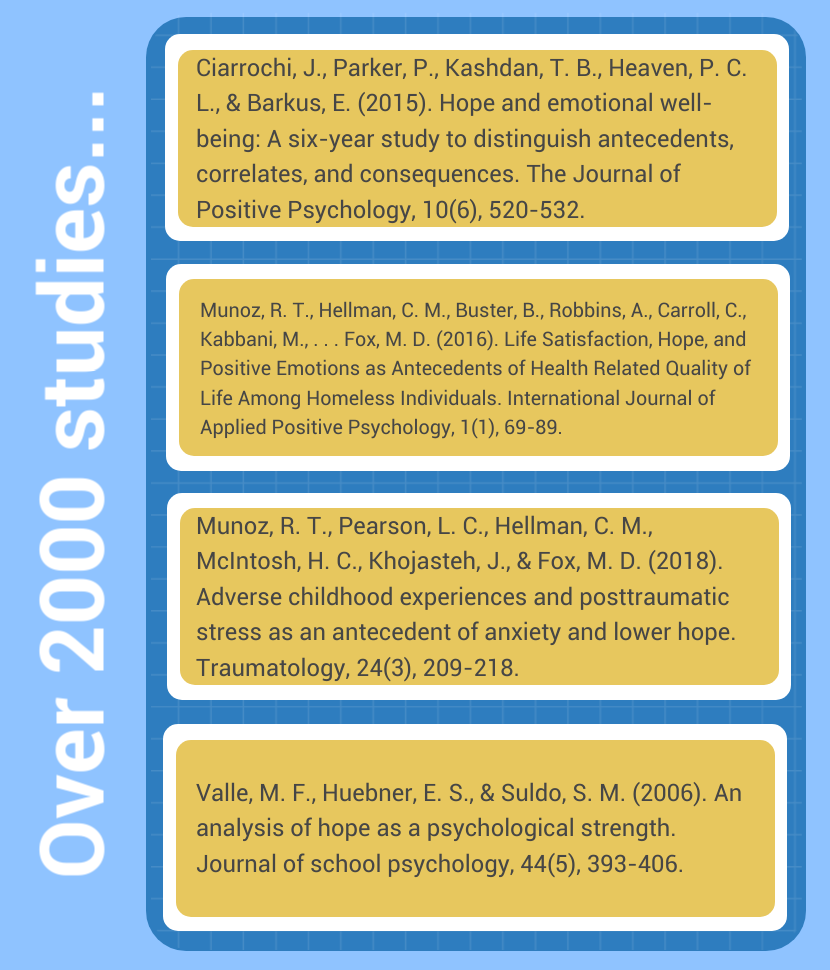 Over 2000 studies...
Ciarrochi, J., Parker, P., Kashdan, T. B., Heaven, P. C.
L., & Barkus, E. (2015). Hope and emotional well-
being: A six-year study to distinguish antecedents,
correlates, and consequences. The Journal of
Positive Psychology, 10(6), 520-532.
Munoz, R. T., Hellman, C. M., Buster, B., Robbins, A., Carroll, C.,
Kabbani, M., . . . Fox, M. D. (2016). Life Satisfaction, Hope, and
Positive Emotions as Antecedents of Health Related Quality of
Life Among Homeless Individuals. International Journal of
Applied Positive Psychology, 1(1), 69-89.
Munoz, R. T., Pearson, L. C., Hellman, C. M.,
McIntosh, H. C., Khojasteh, J., & Fox, M. D. (2018).
Adverse childhood experiences and posttraumatic
stress as an antecedent of anxiety and lower hope.
Traumatology, 24(3), 209-218.
Valle, M. F., Huebner, E. S., & Suldo, S. M. (2006). An
analysis of hope as a psychological strength.
Journal of school psychology, 44(5), 393-406.